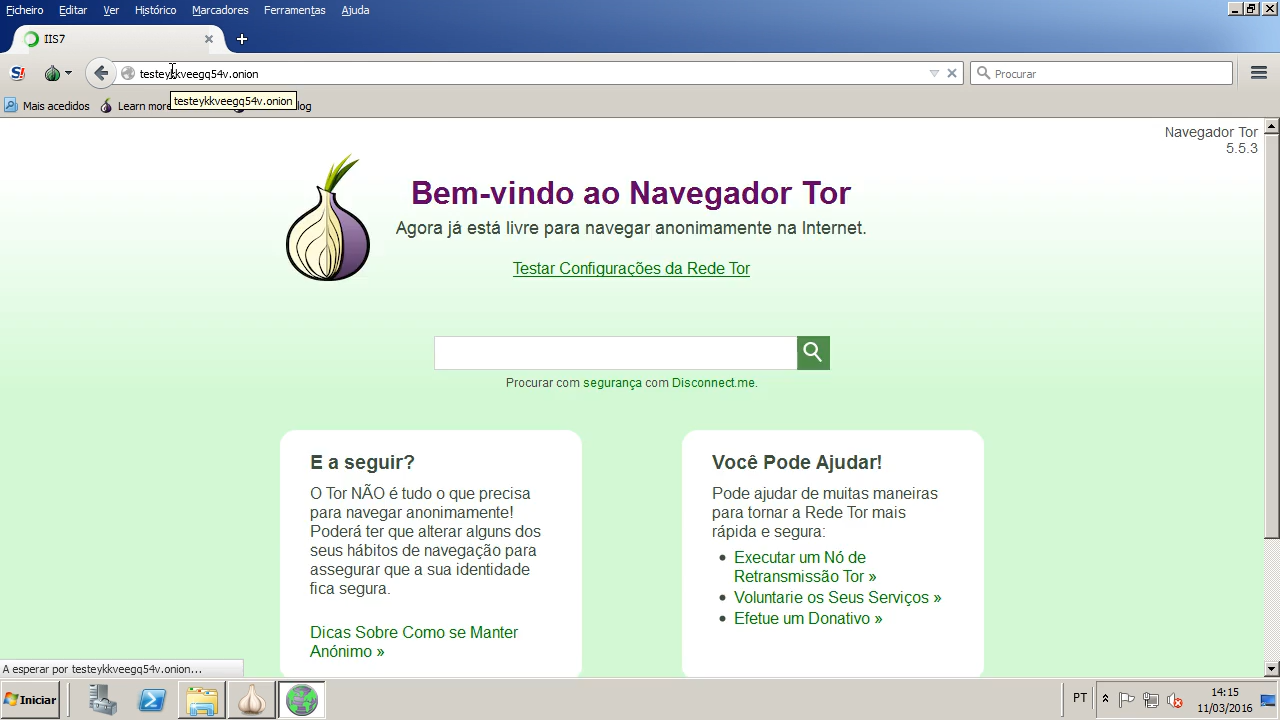 Ficheiro Editar Ver Histórico Marcadores Ferramentas Ajuda
IIS7
testeykkveegq54v.onion
Procurar
Mais acedidos Learn more
testeykkveegq54v.onion
log
Navegador Tor
5.5.3
Bem-vindo ao Navegador Tor
Agora já está livre para navegar anonimamente na Internet.
Testar Configurações da Rede Tor
Procurar com segurança com Disconnect.me.
E a seguir?
O Tor NÃO é tudo o que precisa
para navegar anonimamente!
Poderá ter que alterar alguns dos
seus hábitos de navegação para
assegurar que a sua identidade
fica segura.
Dicas Sobre Como se Manter
Anónimo »
Você Pode Ajudar!
Pode ajudar de muitas maneiras
para tornar a Rede Tor mais
rápida e segura:
Executar um Nó de
Retransmissão Tor »
Voluntarie os Seus Serviços »
Efetue um Donativo »
A esperar por testeykkveegq54v.onion...
Iniciar
PT
14:15
11/03/2016